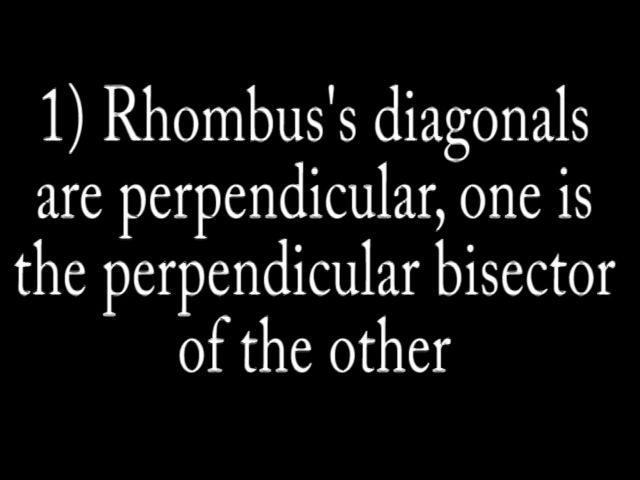 1) Rhombus's diagonals
are perpendicular, one is
the perpendicular bisector
of the other